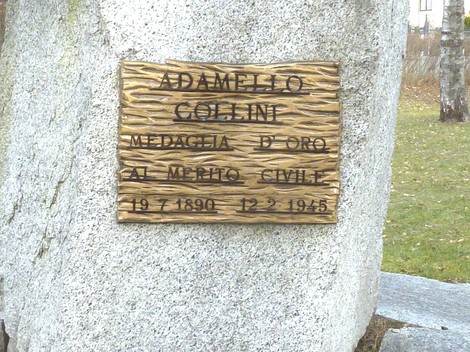 ADAMELLO
COLLINI
MEDAGLIA D'ORO
AL MERITO CIVILE
19 7 1890 12 2 1945